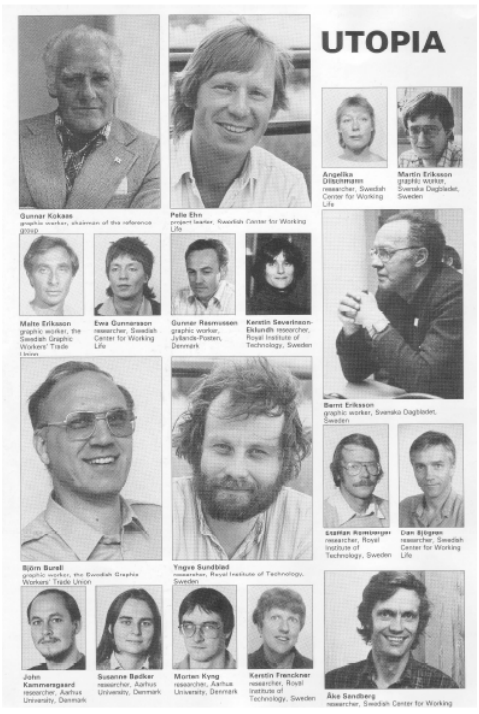 UTOPIA
Gunnar Kokaas
graphic worker, chairman of the reference
group
Pelle Ehn
project leader, Swedish Center for Working
Life
Angelika
Dilschmann
researcher, Swedish
Center for Working
Life
Martin Eriksson
graphic worker,
Svenska Dagbladet,
Sweden
Malte Eriksson
graphic worker, the
Swedish Graphic
Workers' Trade
Union
Ewa Gunnarsson
researcher, Swedish
Center for Working
Life
Gunnar Rasmussen
graphic worker,
Jyllands-Posten,
Denmark
Kerstin Severinson-
Eklundh researcher,
Royal Institute of
Technology, Sweden
Bernt Eriksson
graphic worker, Svenska Dagbladet,
Sweden
Staffan Romberger
researcher, Royal
Institute of
Technology, Sweden
Dan Sjögren
researcher, Swedish
Center for Working
Life
Björn Burell
graphic worker, the Swedish Graphic
Workers' Trade Union
Yngve Sundblad
researcher, Royal Institute of Technology,
Sweden
John
Kammersgaard
researcher, Aarhus
University, Denmark
Susanne Bødker
researcher, Aarhus
University, Denmark
Morten Kyng
researcher, Aarhus
University, Denmark
Kerstin Frenckner
researcher, Royal
Institute of
Technology, Sweden
Åke Sandberg
researcher, Swedish Center for Working